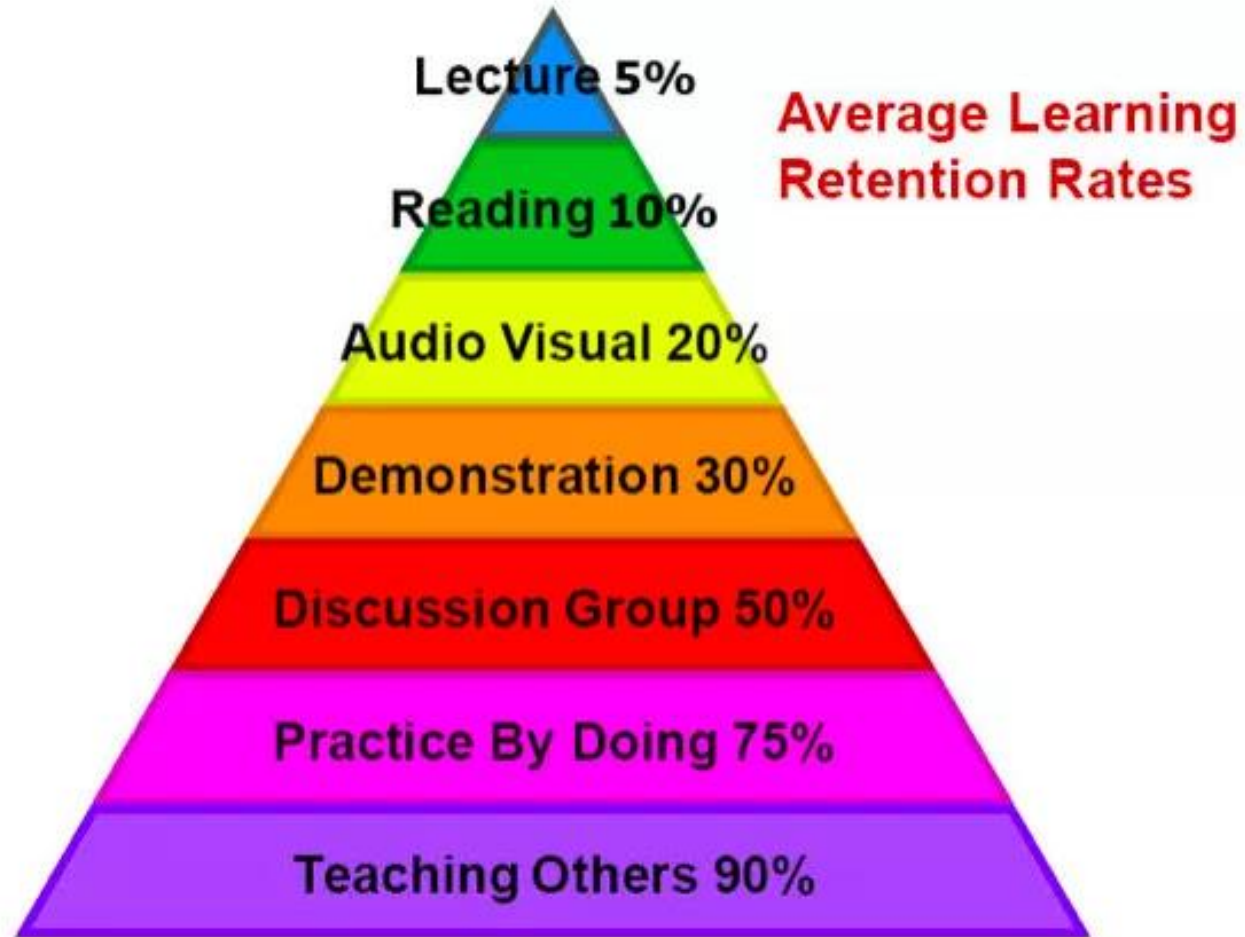 Lecture 5%
Average Learning
Retention Rates
Reading 10%
Audio Visual 20%
Demonstration 30%
Discussion Group 50%
Practice By Doing 75%
Teaching Others 90%